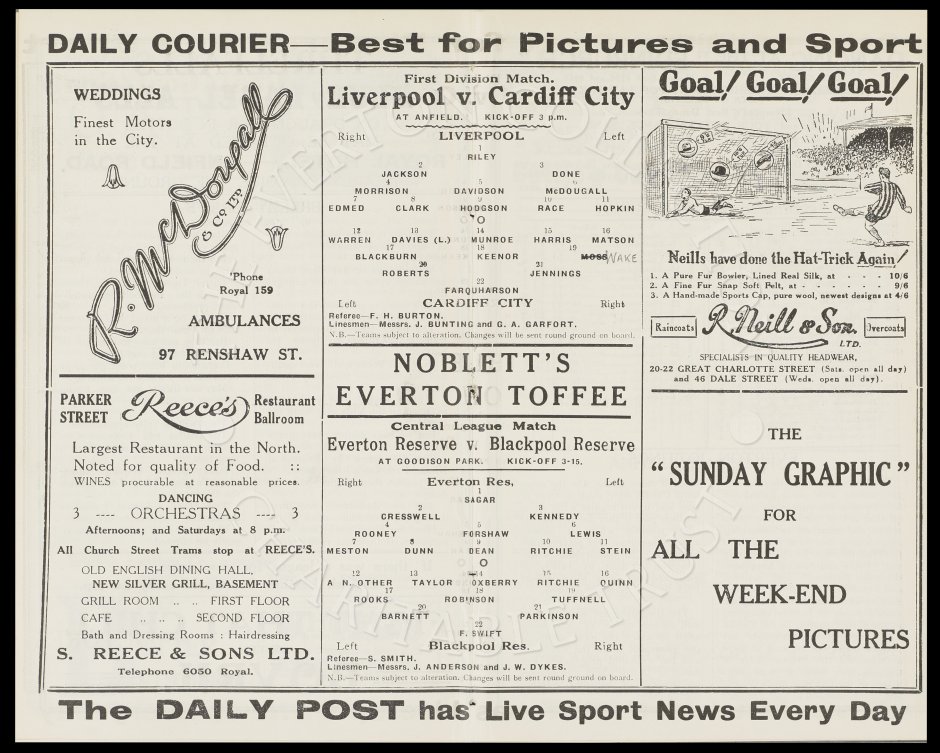 DAILY COURIER—Best for Pictures and Sport
WEDDINGS
Finest Motors
in the City.
R. McDougall
& Co LTD
'Phone
Royal 159
AMBULANCES
97 RENSHAW ST.
PARKER
STREET
Reece's
Restaurant
Ballroom
Largest Restaurant in the North.
Noted for quality of Food. ::
WINES procurable at reasonable prices.
DANCING
3 ---- ORCHESTRAS ---- 3
Afternoons; and Saturdays at 8 p.m.
All Church Street Trams stop at REECE'S.
OLD ENGLISH DINING HALL,
NEW SILVER GRILL, BASEMENT
GRILL ROOM .. .. FIRST FLOOR
CAFE .. .. .. SECOND FLOOR
Bath and Dressing Rooms : Hairdressing
S. REECE & SONS LTD.
Telephone 6050 Royal.
First Division Match.
Liverpool v. Cardiff City
AT ANFIELD. KICK-OFF 3 p.m.
Right LIVERPOOL Left
1
RILEY
2 3
JACKSON DONE
4 5 6
MORRISON DAVIDSON McDOUGALL
7 8 9 10 11
EDMED CLARK HODGSON RACE HOPKIN
O
12 13 14 15 16
WARREN DAVIES (L.) MUNROE HARRIS MATSON
17 18 19
BLACKBURN KEENOR MOSS WAKE
20 21
ROBERTS JENNINGS
22
FARQUHARSON
Left CARDIFF CITY Right
Referee—F. H. BURTON.
Linesmen—Messrs. J. BUNTING and G. A. GARFORT.
N.B.—Teams subject to alteration. Changes will be sent round ground on board.
NOBLETT'S
EVERTON TOFFEE
Central League Match
Everton Reserve v. Blackpool Reserve
AT GOODISON PARK. KICK-OFF 3-15.
Right Everton Res, Left
1
SAGAR
2 3
CRESSWELL KENNEDY
4 5 6
ROONEY FORSHAW LEWIS
7 8 9 10 11
MESTON DUNN DEAN RITCHIE STEIN
O
12 13 14 15 16
A N. OTHER TAYLOR OXBERRY RITCHIE QUINN
17 18 19
ROOKS ROBINSON TUFFNELL
20 21
BARNETT PARKINSON
22
F. SWIFT
Left Blackpool Res. Right
Referee—S. SMITH.
Linesmen—Messrs. J. ANDERSON and J. W. DYKES.
N.B.—Teams subject to alteration. Changes will be sent round ground on board.
Goal! Goal! Goal!
Neills have done the Hat-Trick Again!
1. A Pure Fur Bowler, Lined Real Silk, at - - - 10/6
2. A Fine Fur Snap Soft Felt, at - - - - 9/6
3. A Hand-made Sports Cap, pure wool, newest designs at 4/6
Raincoats R. Neill & Son. LTD. Overcoats
SPECIALISTS IN QUALITY HEADWEAR,
20-22 GREAT CHARLOTTE STREET (Sats. open all day)
and 46 DALE STREET (Weds. open all day).
THE
"SUNDAY GRAPHIC"
FOR
ALL THE
WEEK-END
PICTURES
The DAILY POST has Live Sport News Every Day
EVERTON COLLECTION
CHARITABLE TRUST